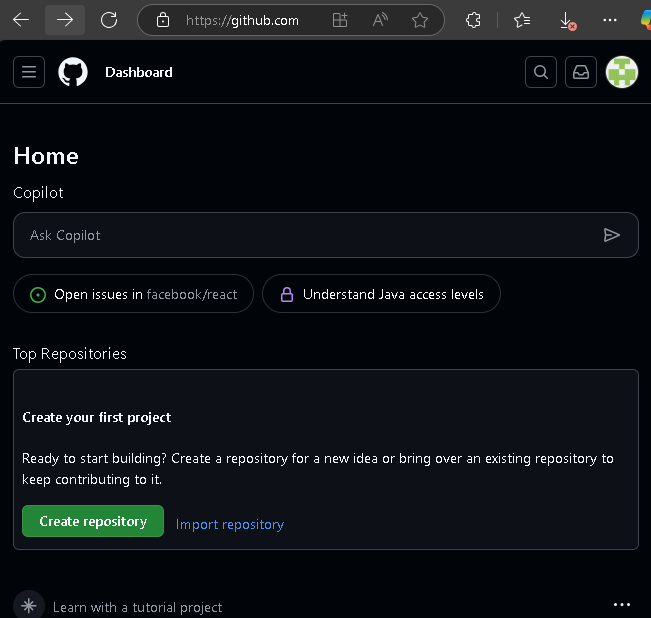 https://github.com
Dashboard
Home
Copilot
Ask Copilot
Open issues in facebook/react
Understand Java access levels
Top Repositories
Create your first project
Ready to start building? Create a repository for a new idea or bring over an existing repository to
keep contributing to it.
Create repository
Import repository
Learn with a tutorial project